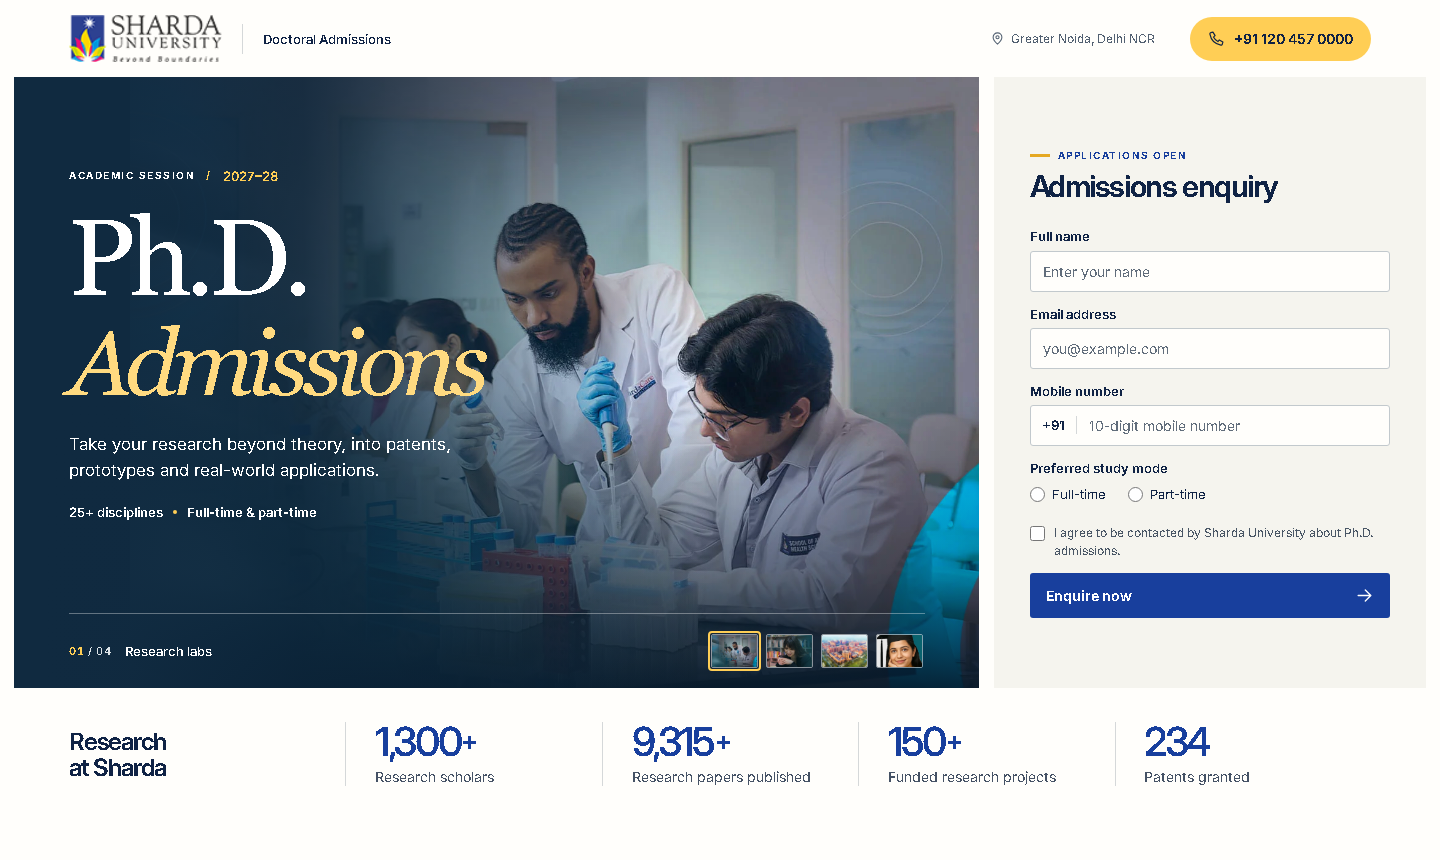 SHARDA
UNIVERSITY
Beyond Boundaries
Doctoral Admissions
Greater Noida, Delhi NCR
+91 120 457 0000
ACADEMIC SESSION / 2027–28
Ph.D.
Admissions
Take your research beyond theory, into patents,
prototypes and real-world applications.
25+ disciplines • Full-time & part-time
01 / 04 Research labs
APPLICATIONS OPEN
Admissions enquiry
Full name
Enter your name
Email address
you@example.com
Mobile number
+91 10-digit mobile number
Preferred study mode
Full-time Part-time
I agree to be contacted by Sharda University about Ph.D.
admissions.
Enquire now
Research
at Sharda
1,300+
Research scholars
9,315+
Research papers published
150+
Funded research projects
234
Patents granted